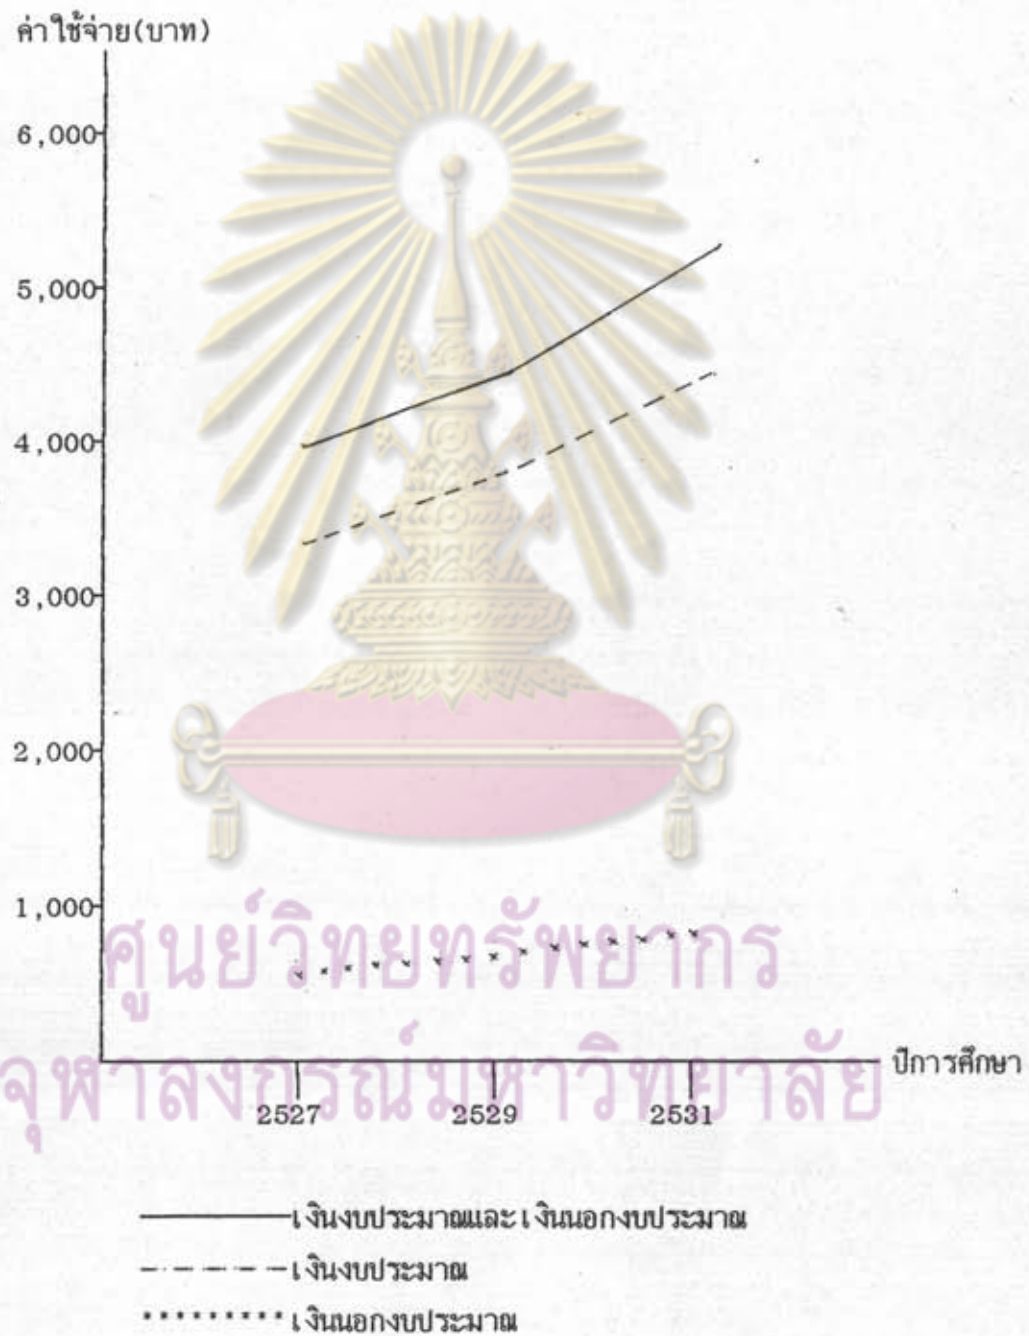 ค่าใช้จ่าย(บาท)
6,000
5,000
4,000
3,000
2,000
1,000
ศูนย์วิทยทรัพยากร
จุฬาลงกรณ์มหาวิทยาลัย
ปีการศึกษา
2527 2529 2531
เงินงบประมาณและเงินนอกงบประมาณ
เงินงบประมาณ
เงินนอกงบประมาณ